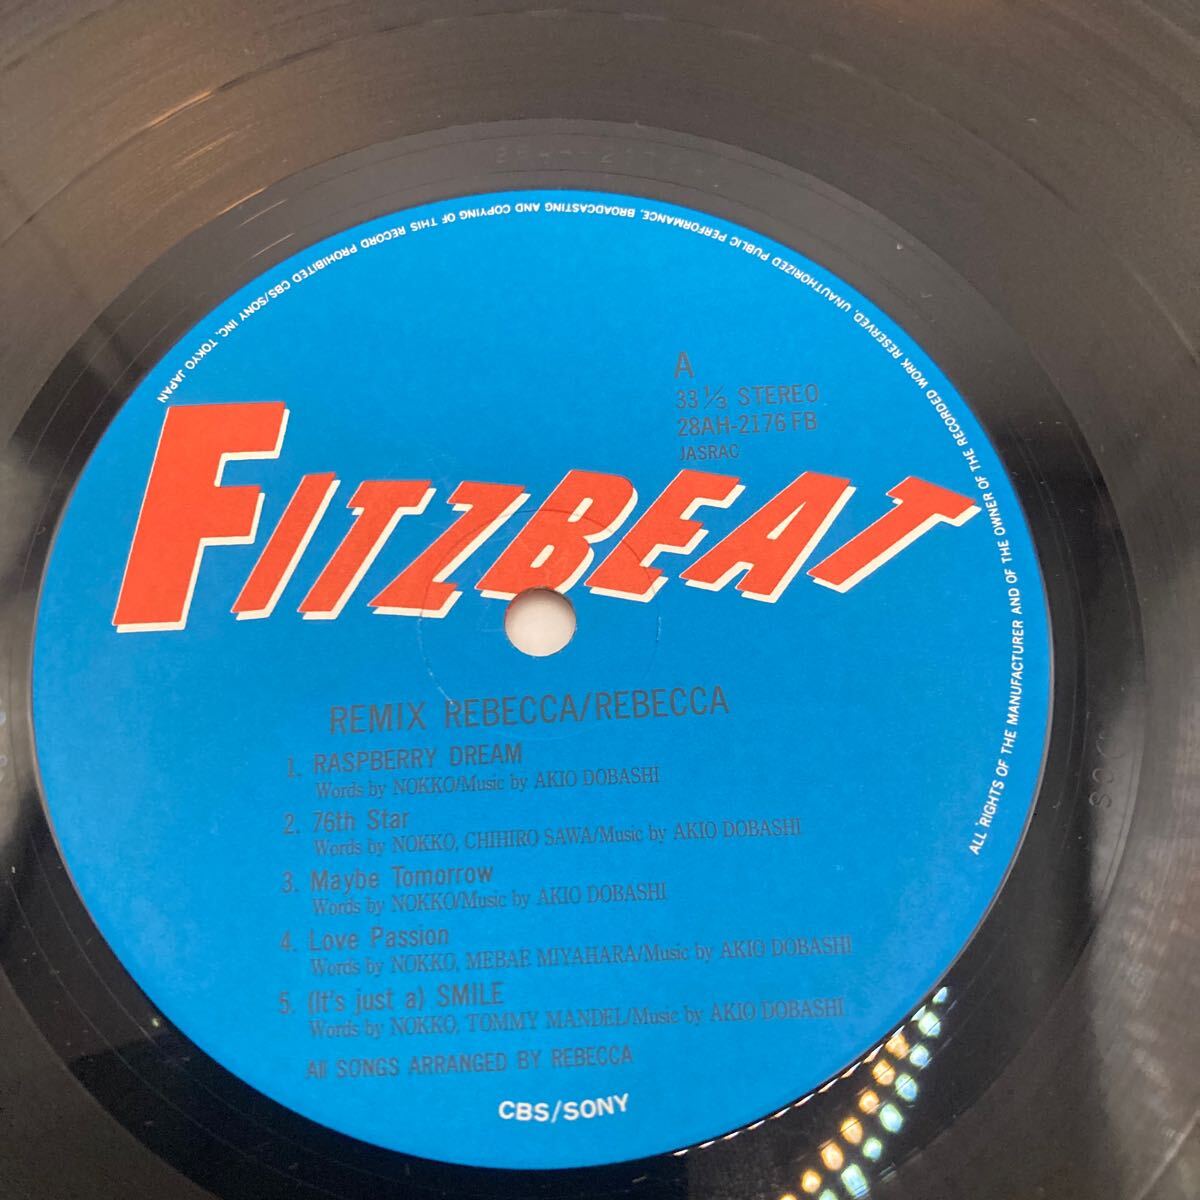 ALL RIGHTS OF THE MANUFACTURER AND OF THE OWNER OF THE RECORDED WORK RESERVED. UNAUTHORIZED PUBLIC PERFORMANCE, BROADCASTING AND COPYING OF THIS RECORD PROHIBITED CBS/SONY INC. TOKYO JAPAN
A
33 1/3 STEREO
28AH-2176 FB
JASRAC
FITZBEAT
REMIX REBECCA/REBECCA
1. RASPBERRY DREAM
Words by NOKKO/Music by AKIO DOBASHI
2. 76th Star
Words by NOKKO, CHIHIRO SAWA/Music by AKIO DOBASHI
3. Maybe Tomorrow
Words by NOKKO/Music by AKIO DOBASHI
4. Love Passion
Words by NOKKO, MEBAE MIYAHARA/Music by AKIO DOBASHI
5. (It's just a) SMILE
Words by NOKKO, TOMMY MANDEL/Music by AKIO DOBASHI
All SONGS ARRANGED BY REBECCA
CBS/SONY